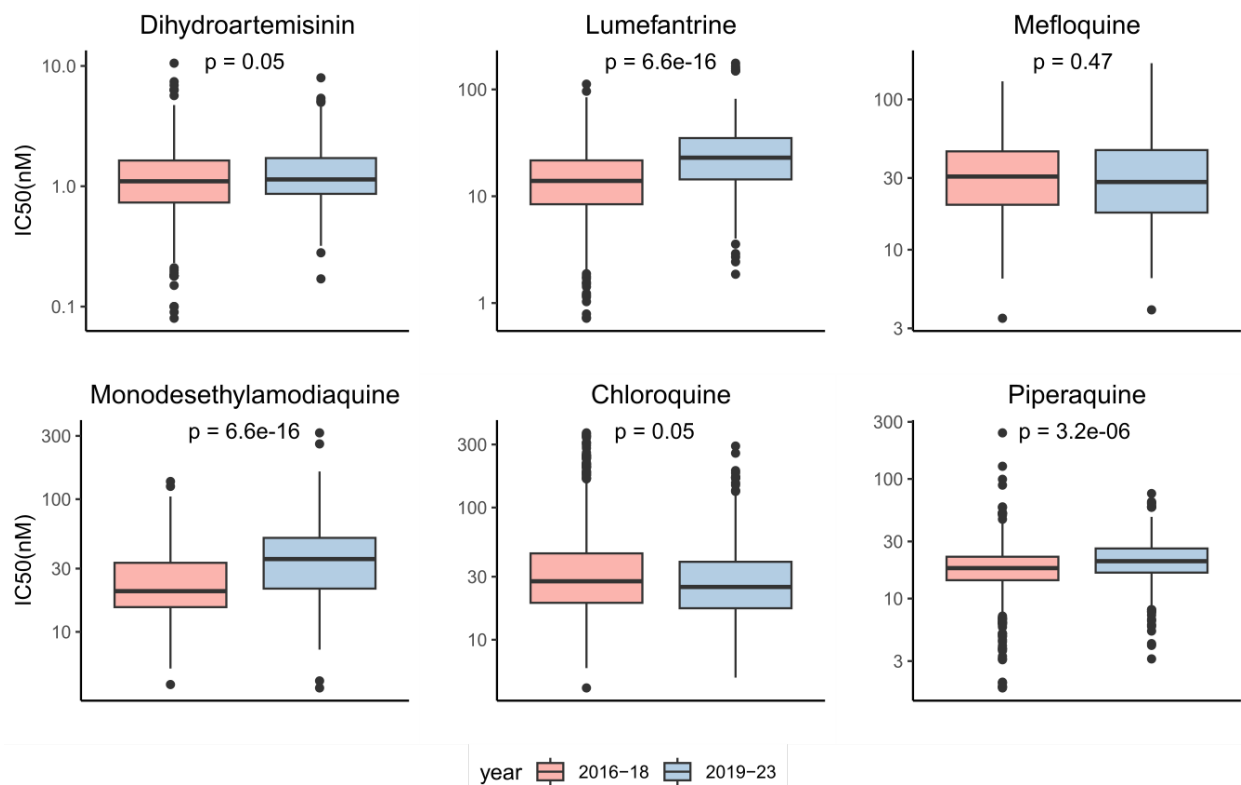 Dihydroartemisinin
p = 0.05
IC50(nM)
10.0
1.0
0.1
Lumefantrine
p = 6.6e-16
100
10
1
Mefloquine
p = 0.47
100
30
10
3
Monodesethylamodiaquine
p = 6.6e-16
IC50(nM)
300
100
30
10
Chloroquine
p = 0.05
300
100
30
10
Piperaquine
p = 3.2e-06
300
100
30
10
3
year 2016−18 2019−23